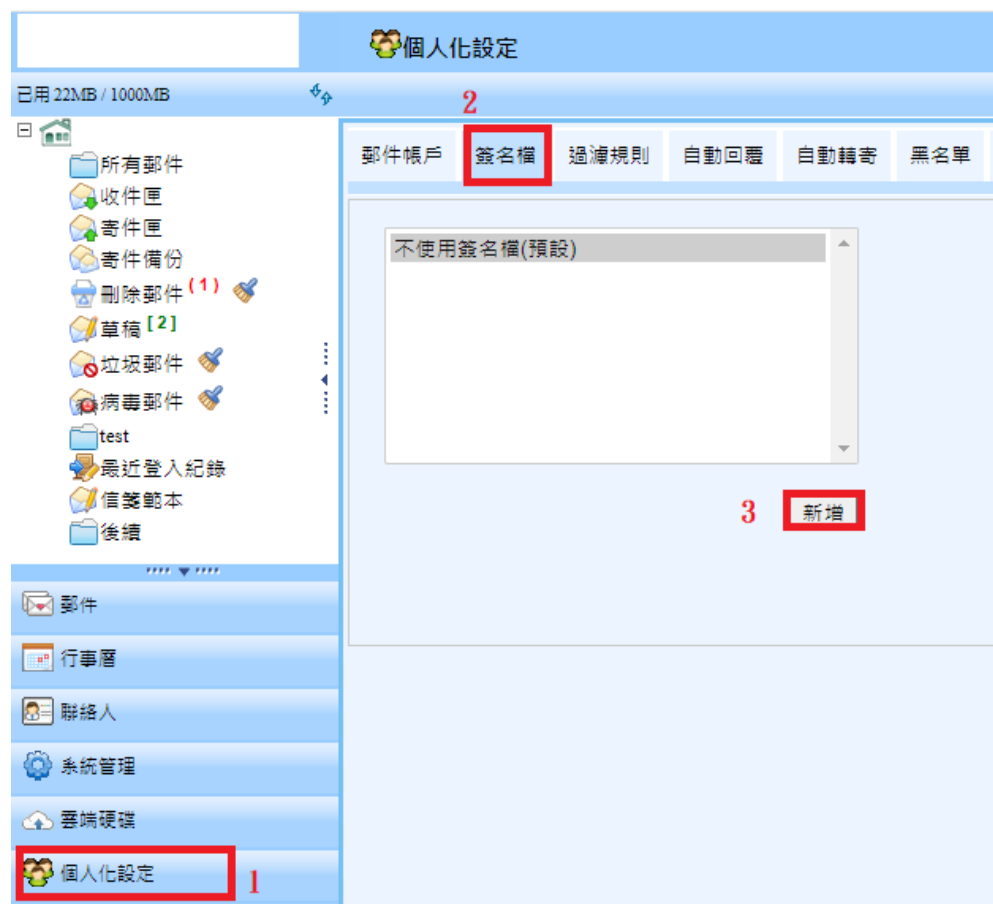 個人化設定
已用 22MB / 1000MB
2
郵件帳戶 簽名檔 過濾規則 自動回覆 自動轉寄 黑名單
所有郵件
收件匣
寄件匣
寄件備份
刪除郵件(1)
草稿[2]
垃圾郵件
病毒郵件
test
最近登入紀錄
信箋範本
後續
不使用簽名檔(預設)
3 新增
郵件
行事曆
聯絡人
系統管理
雲端硬碟
個人化設定 1